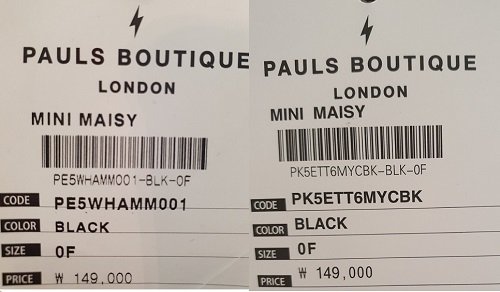 PAULS BOUTIQUE
LONDON
MINI MAISY
PE5WHAMM001-BLK-0F
CODE PE5WHAMM001
COLOR BLACK
SIZE 0F
PRICE ₩ 149,000
PAULS BOUTIQUE
LONDON
MINI MAISY
PK5ETT6MYCBK-BLK-0F
CODE PK5ETT6MYCBK
COLOR BLACK
SIZE 0F
PRICE ₩ 149,000